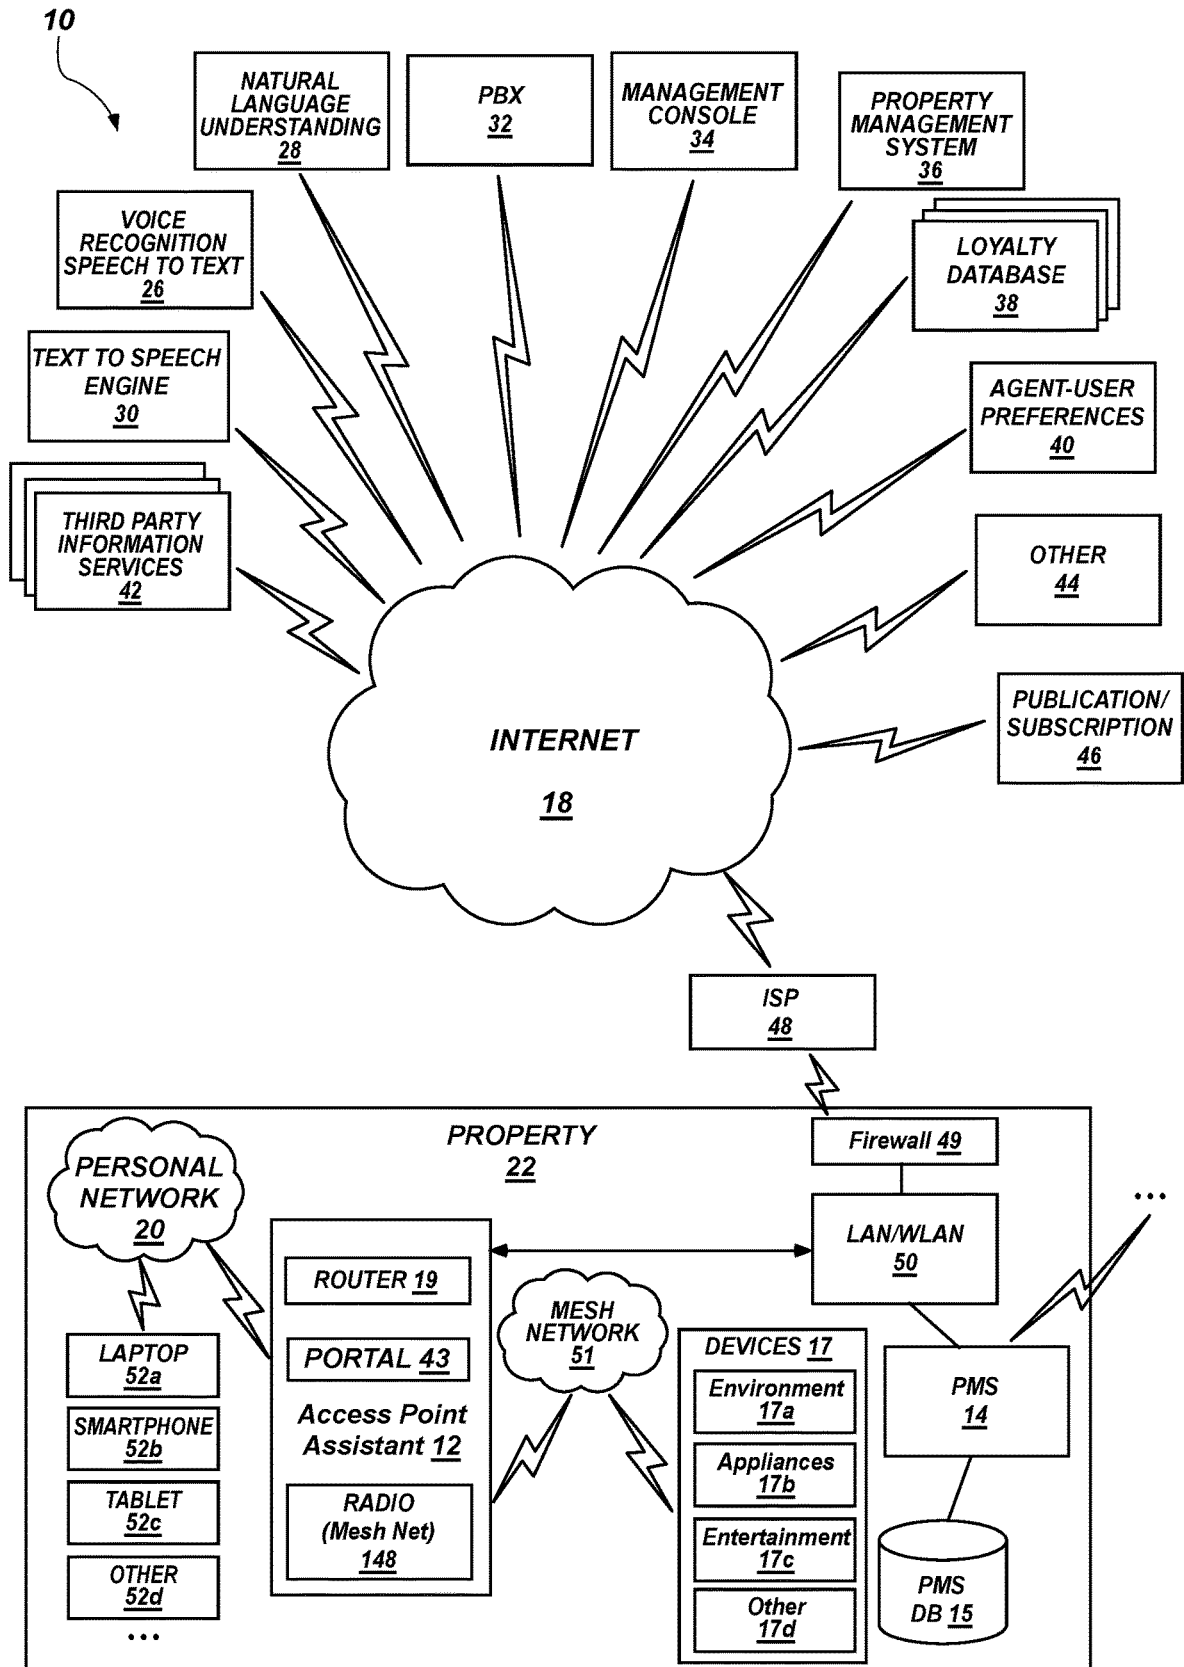 10
NATURAL
LANGUAGE
UNDERSTANDING
28
PBX
32
MANAGEMENT
CONSOLE
34
PROPERTY
MANAGEMENT
SYSTEM
36
VOICE
RECOGNITION
SPEECH TO TEXT
26
LOYALTY
DATABASE
38
TEXT TO SPEECH
ENGINE
30
AGENT-USER
PREFERENCES
40
THIRD PARTY
INFORMATION
SERVICES
42
OTHER
44
PUBLICATION/
SUBSCRIPTION
46
INTERNET
18
ISP
48
PROPERTY
22
Firewall 49
PERSONAL
NETWORK
20
LAN/WLAN
50
...
ROUTER 19
PORTAL 43
Access Point
Assistant 12
RADIO
(Mesh Net)
148
MESH
NETWORK
51
LAPTOP
52a
SMARTPHONE
52b
TABLET
52c
OTHER
52d
...
DEVICES 17
Environment
17a
Appliances
17b
Entertainment
17c
Other
17d
PMS
14
PMS
DB 15